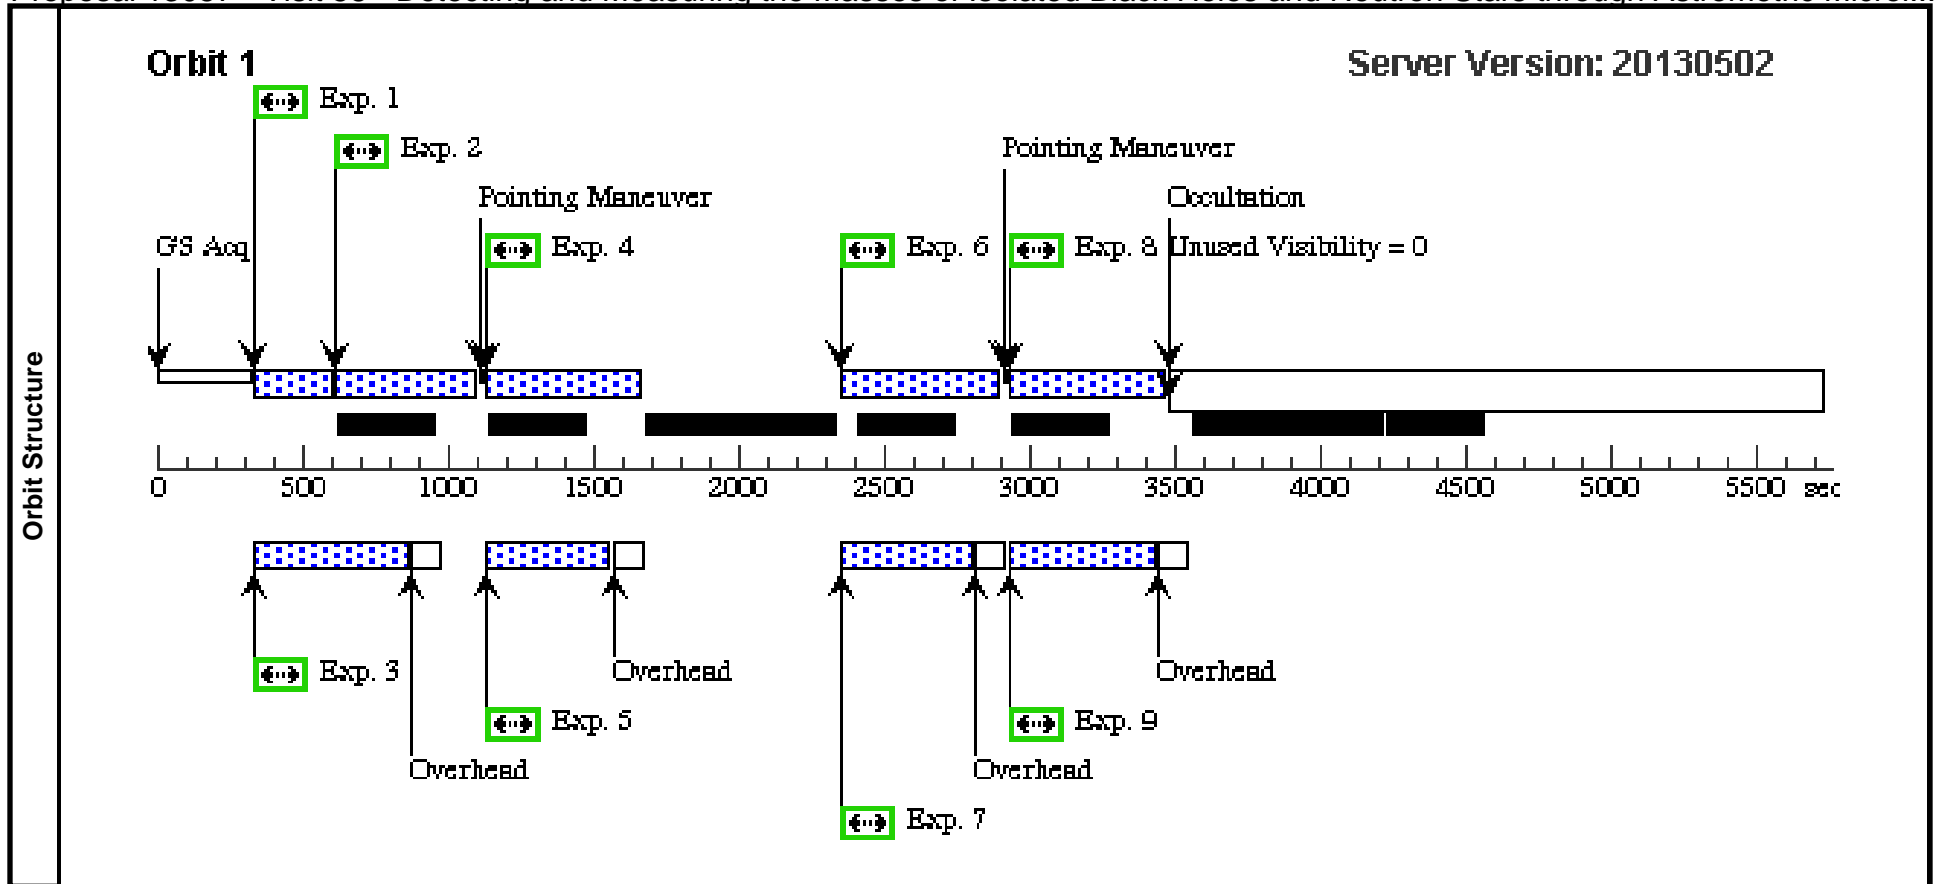 Orbit 1
Server Version: 20130502
Exp. 1
Exp. 2
Pointing Maneuver
Pointing Maneuver
Occultation
GS Acq
Exp. 4
Exp. 6
Exp. 8
Unused Visibility = 0
Orbit Structure
0 500 1000 1500 2000 2500 3000 3500 4000 4500 5000 5500 sec
Exp. 3
Overhead
Overhead
Exp. 5
Exp. 9
Overhead
Overhead
Exp. 7